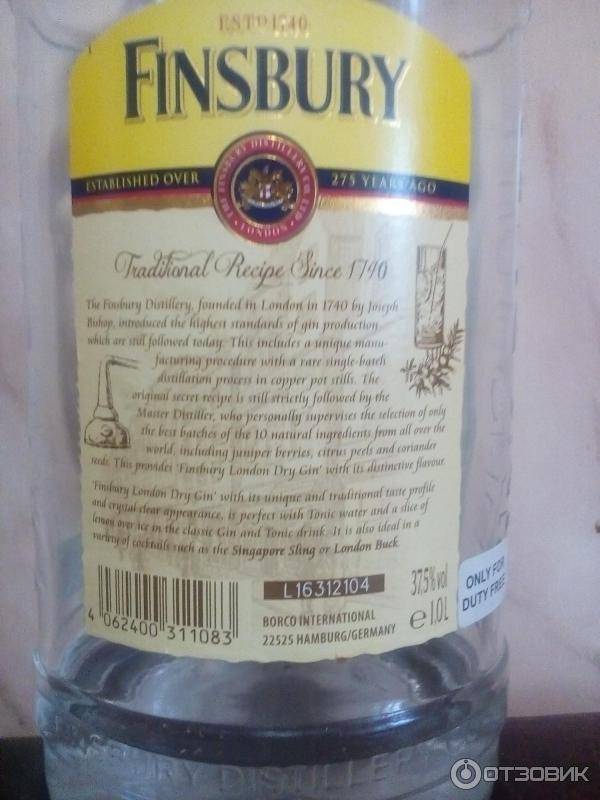 ESTD 1740
FINSBURY
ESTABLISHED OVER 275 YEARS AGO
THE FINSBURY DISTILLERY CO. LTD
LONDON
Traditional Recipe Since 1740
The Finsbury Distillery, founded in London in 1740 by Joseph
Bishop, introduced the highest standards of gin production
which are still followed today. This includes a unique manu-
facturing procedure with a rare single-batch
distillation process in copper pot stills. The
original secret recipe is still strictly followed by the
Master Distiller, who personally supervises the selection of only
the best batches of the 10 natural ingredients from all over the
world, including juniper berries, citrus peels and coriander
seeds. This provides 'Finsbury London Dry Gin' with its distinctive flavour.
'Finsbury London Dry Gin' with its unique and traditional taste profile
and crystal clear appearance, is perfect with Tonic water and a slice of
lemon over ice in the classic Gin and Tonic drink. It is also ideal in a
variety of cocktails such as the Singapore Sling or London Buck.
L16312104
37,5% vol
e 1.0L
4 062400 311083
BORCO INTERNATIONAL
22525 HAMBURG/GERMANY
ONLY FOR
DUTY FREE
DISTILLE
ОТЗОВИК